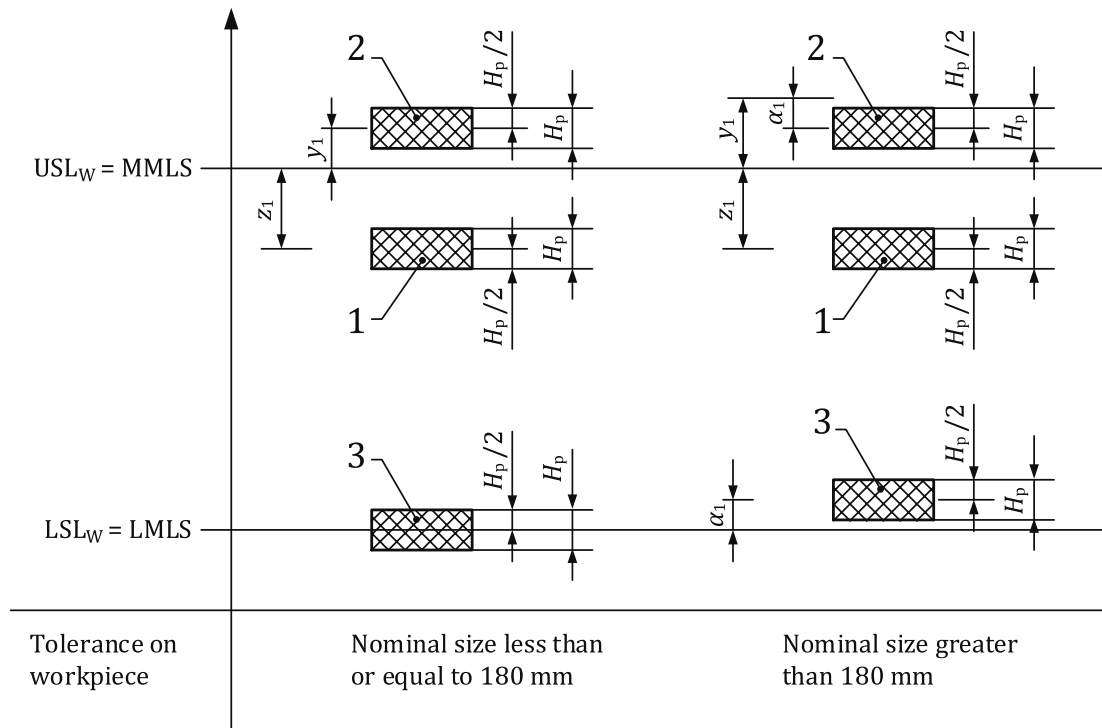 2
H_p/2
H_p
y_1
2
α_1
y_1
H_p/2
H_p
USL_W = MMLS
z_1
z_1
H_p
H_p
1
H_p/2
1
H_p/2
3
H_p/2
H_p
3
H_p/2
H_p
α_1
LSL_W = LMLS
Tolerance on
workpiece
Nominal size less than
or equal to 180 mm
Nominal size greater
than 180 mm